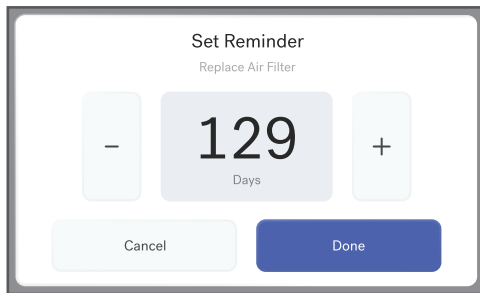 Set Reminder
Replace Air Filter
− 129 +
Days
Cancel Done